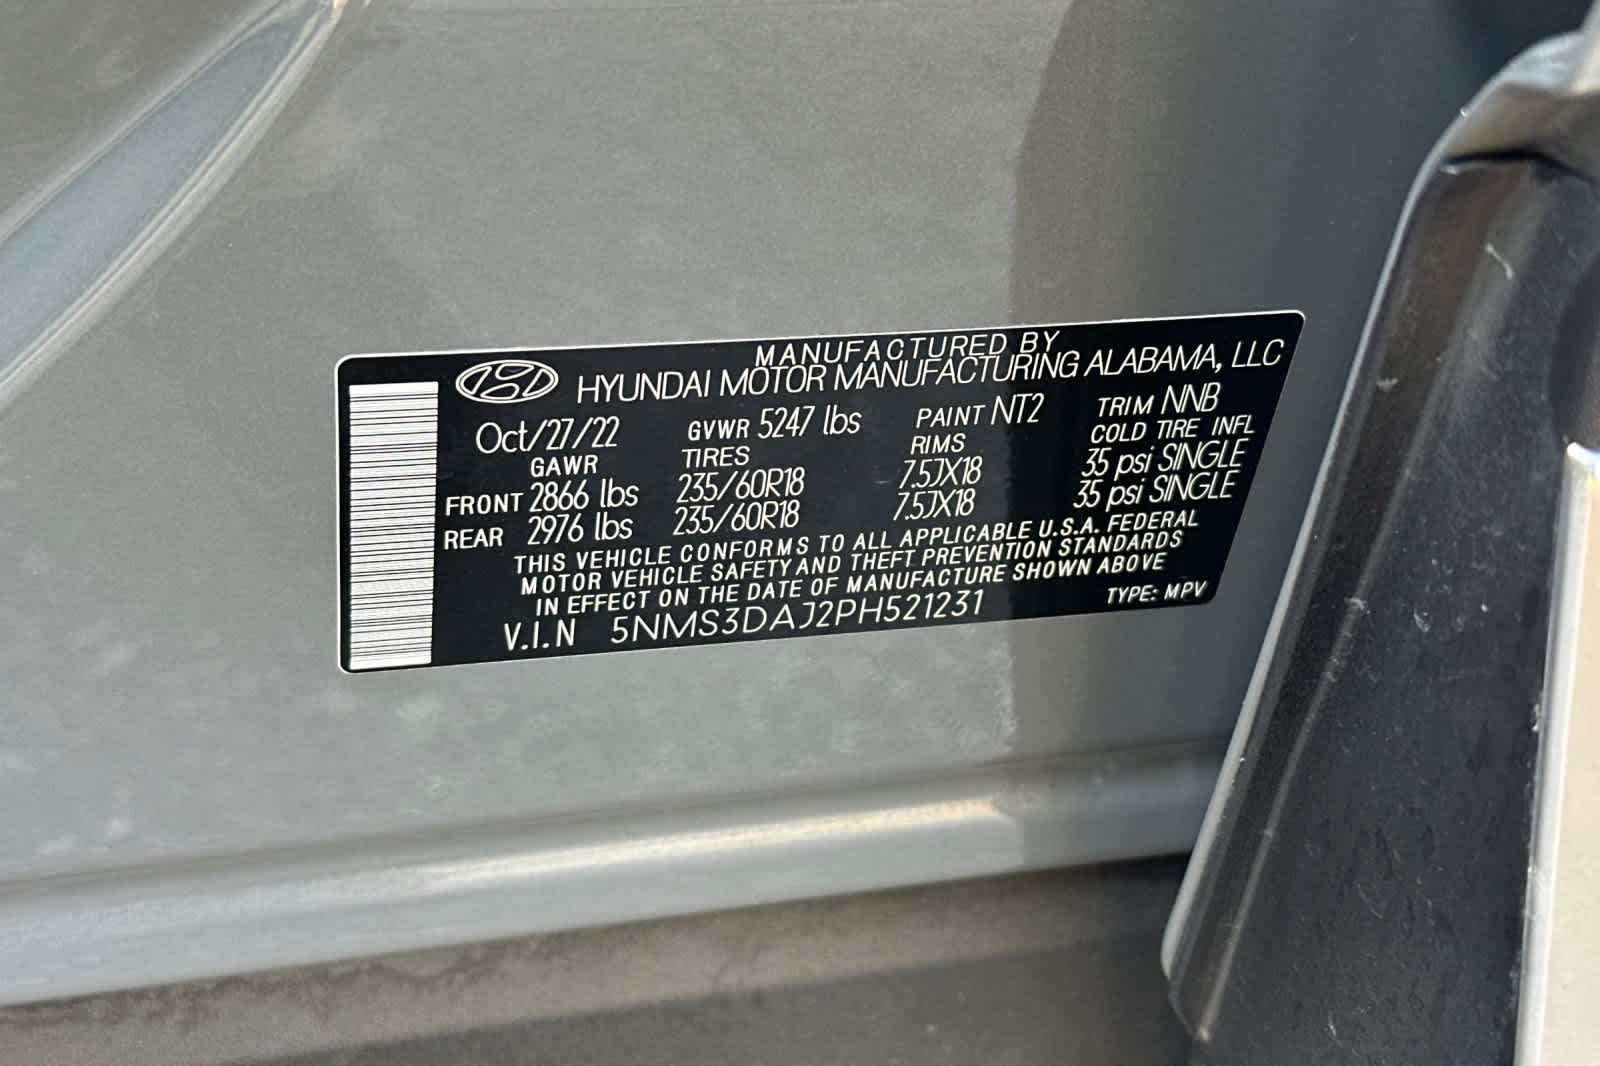 MANUFACTURED BY
HYUNDAI MOTOR MANUFACTURING ALABAMA, LLC
Oct/27/22 GVWR 5247 lbs PAINT NT2 TRIM NNB
GAWR TIRES RIMS COLD TIRE INFL
FRONT 2866 lbs 235/60R18 7.5JX18 35 psi SINGLE
REAR 2976 lbs 235/60R18 7.5JX18 35 psi SINGLE
THIS VEHICLE CONFORMS TO ALL APPLICABLE U.S.A. FEDERAL
MOTOR VEHICLE SAFETY AND THEFT PREVENTION STANDARDS
IN EFFECT ON THE DATE OF MANUFACTURE SHOWN ABOVE
V.I.N 5NMS3DAJ2PH521231 TYPE: MPV